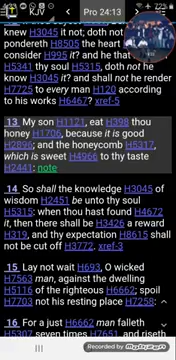 Pro 24:13
knew H3045 it not; doth not he that
pondereth H8505 the heart H3820
consider H995 it? and he that keepeth
H5341 thy soul H5315, doth not he
know H3045 it? and shall not he render
H7725 to every man H120 according
to his works H6467? xref-5
13 My son H1121, eat H398 thou
honey H1706, because it is good
H2896; and the honeycomb H5317,
which is sweet H4966 to thy taste
H2441: note
14 So shall the knowledge H3045 of
wisdom H2451 be unto thy soul
H5315: when thou hast found H4672
it, then there shall be H3426 a reward
H319, and thy expectation H8615 shall
not be cut off H3772. xref-3
15 Lay not wait H693, O wicked
H7563 man, against the dwelling
H5116 of the righteous H6662; spoil
H7703 not his resting place H7258:
16 For a just H6662 man falleth
H5307 seven times H7651, and riseth